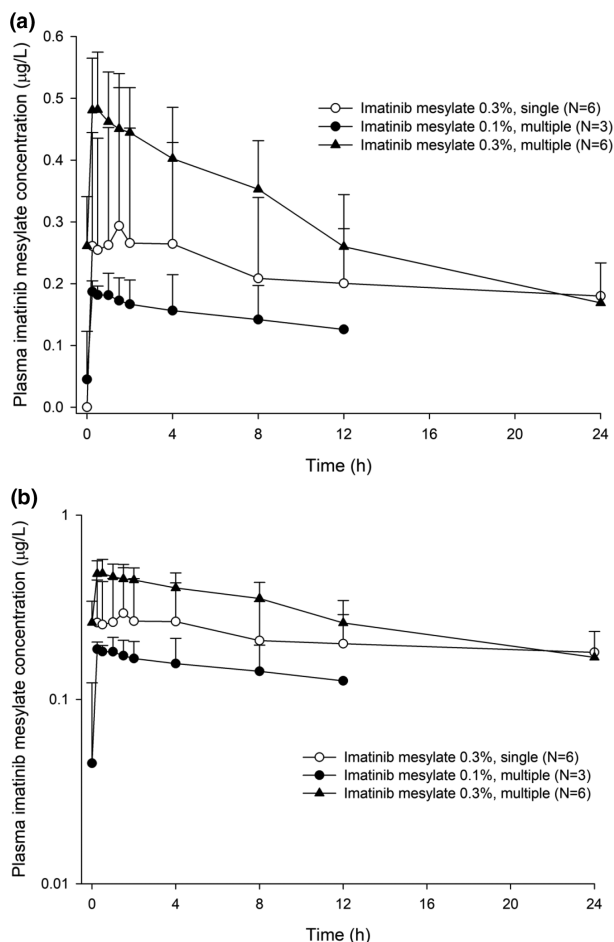 (a)
0.6
0.5
0.4
0.3
0.2
0.1
0.0
Plasma imatinib mesylate concentration (μg/L)
Imatinib mesylate 0.3%, single (N=6)
Imatinib mesylate 0.1%, multiple (N=3)
Imatinib mesylate 0.3%, multiple (N=6)
0 4 8 12 16 20 24
Time (h)
(b)
1
0.1
0.01
Plasma imatinib mesylate concentration (μg/L)
Imatinib mesylate 0.3%, single (N=6)
Imatinib mesylate 0.1%, multiple (N=3)
Imatinib mesylate 0.3%, multiple (N=6)
0 4 8 12 16 20 24
Time (h)